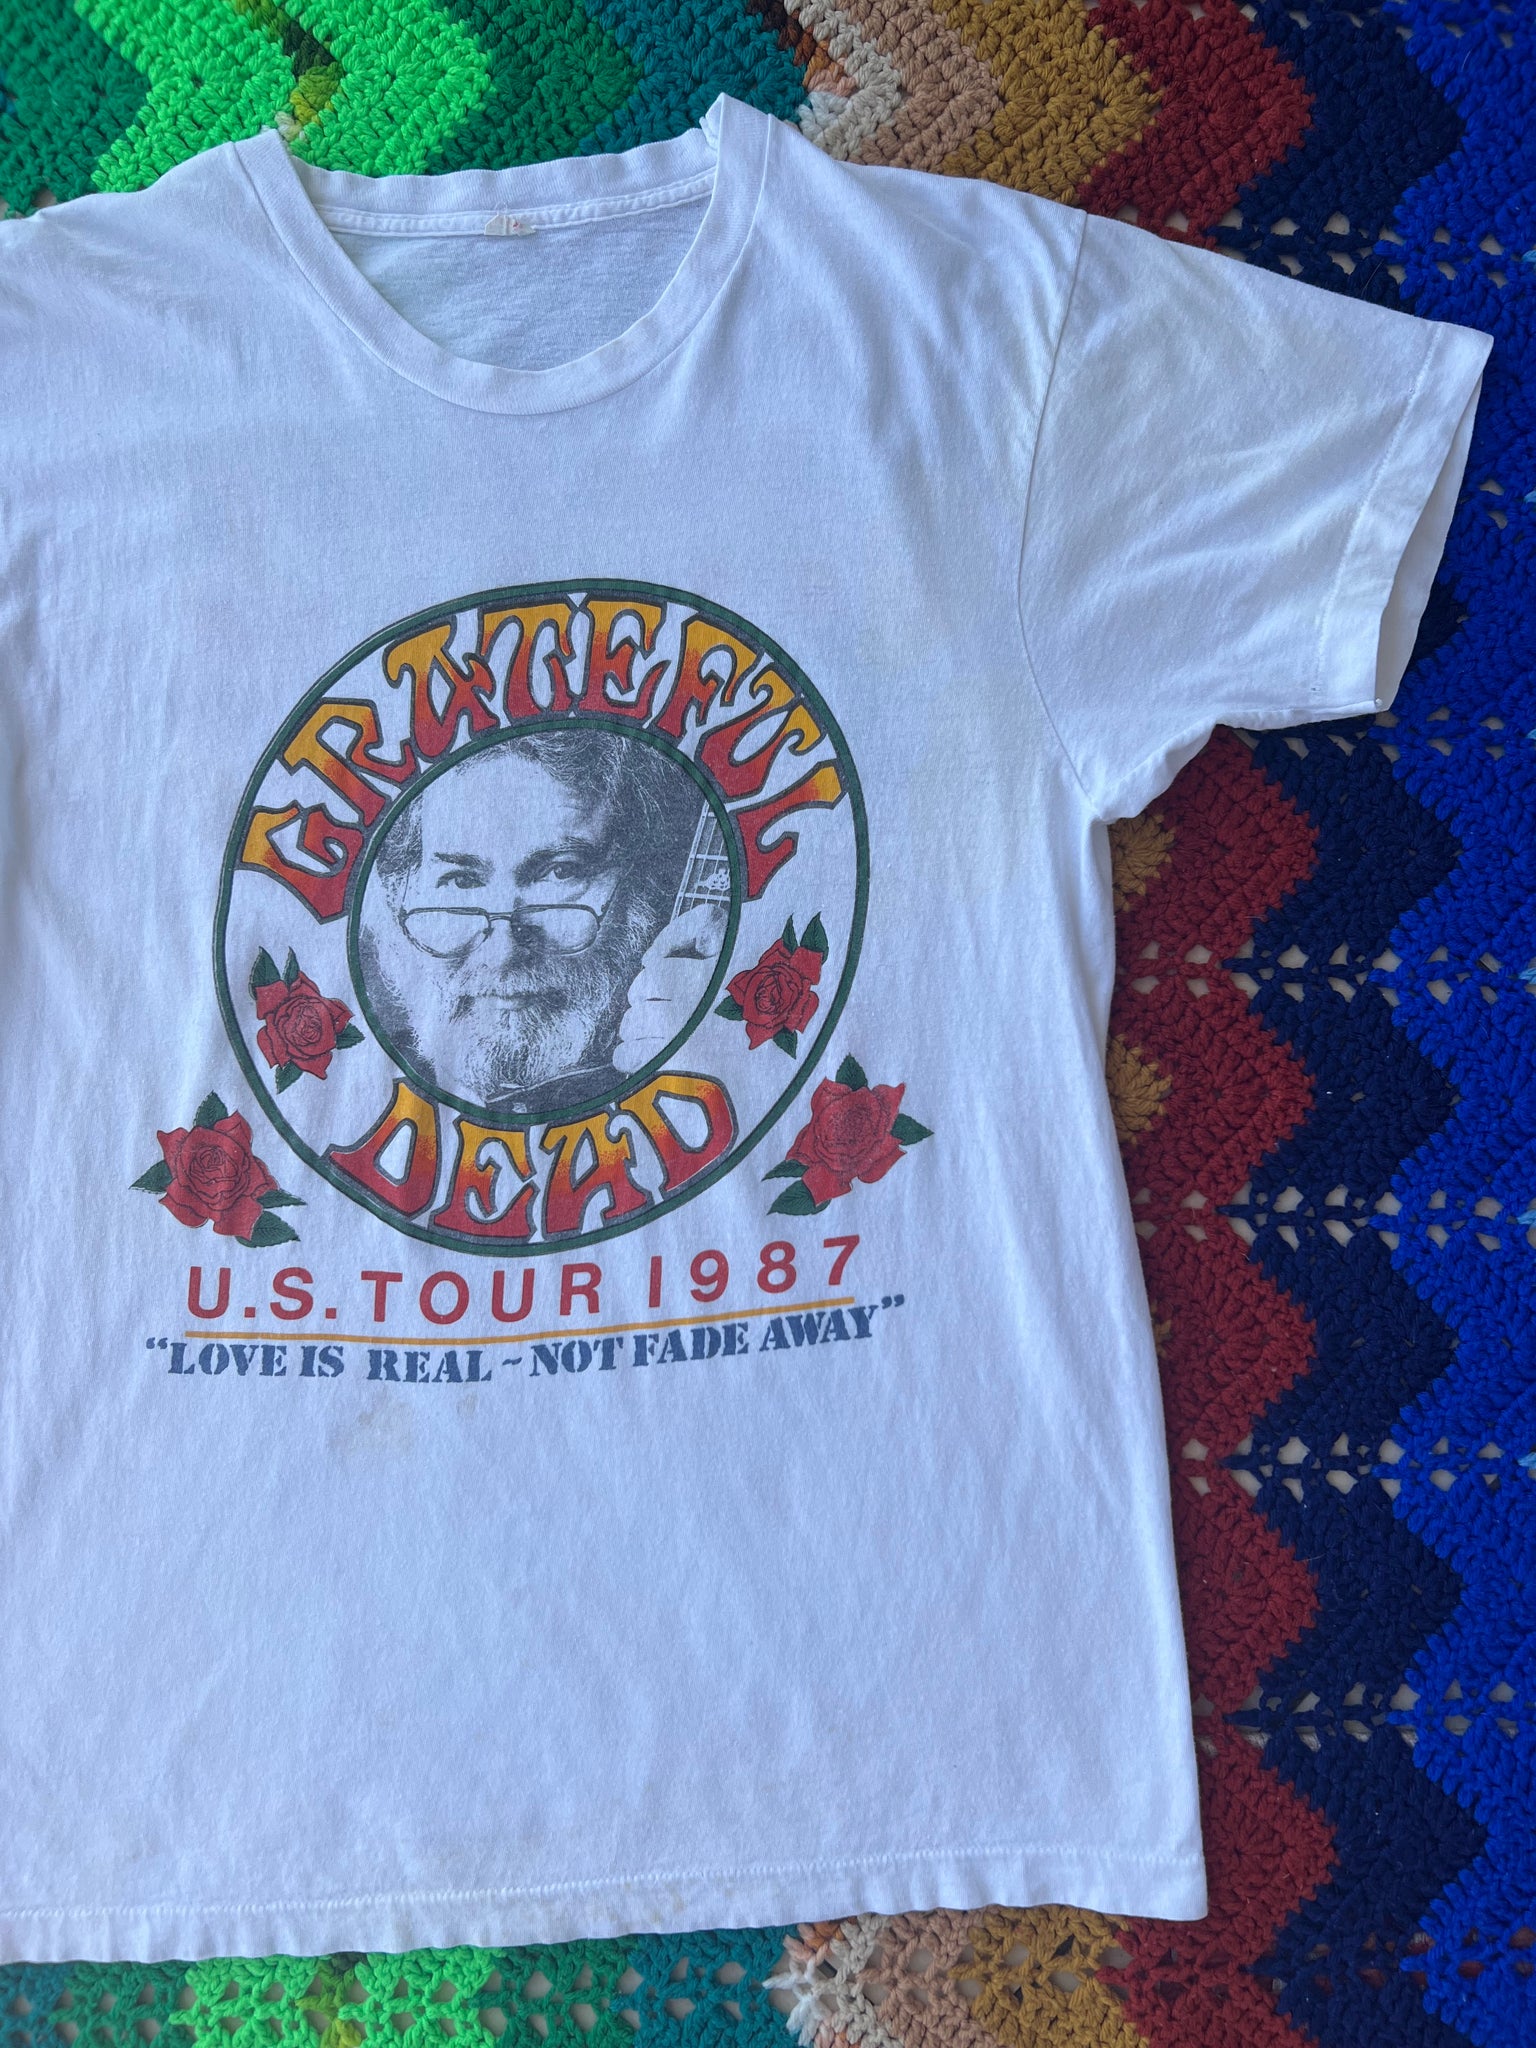 GRATEFUL
DEAD
U.S. TOUR 1987
“LOVE IS REAL ~ NOT FADE AWAY”